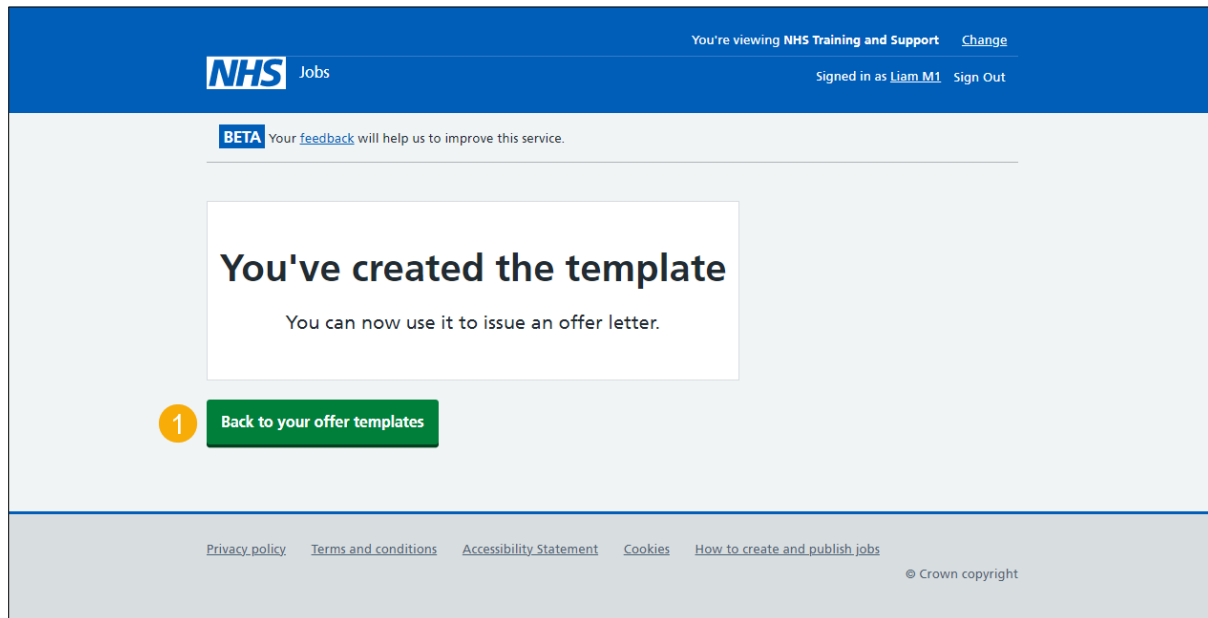 You're viewing NHS Training and Support Change
NHS Jobs
Signed in as Liam M1 Sign Out
BETA Your feedback will help us to improve this service.
You've created the template
You can now use it to issue an offer letter.
1 Back to your offer templates
Privacy policy Terms and conditions Accessibility Statement Cookies How to create and publish jobs
© Crown copyright